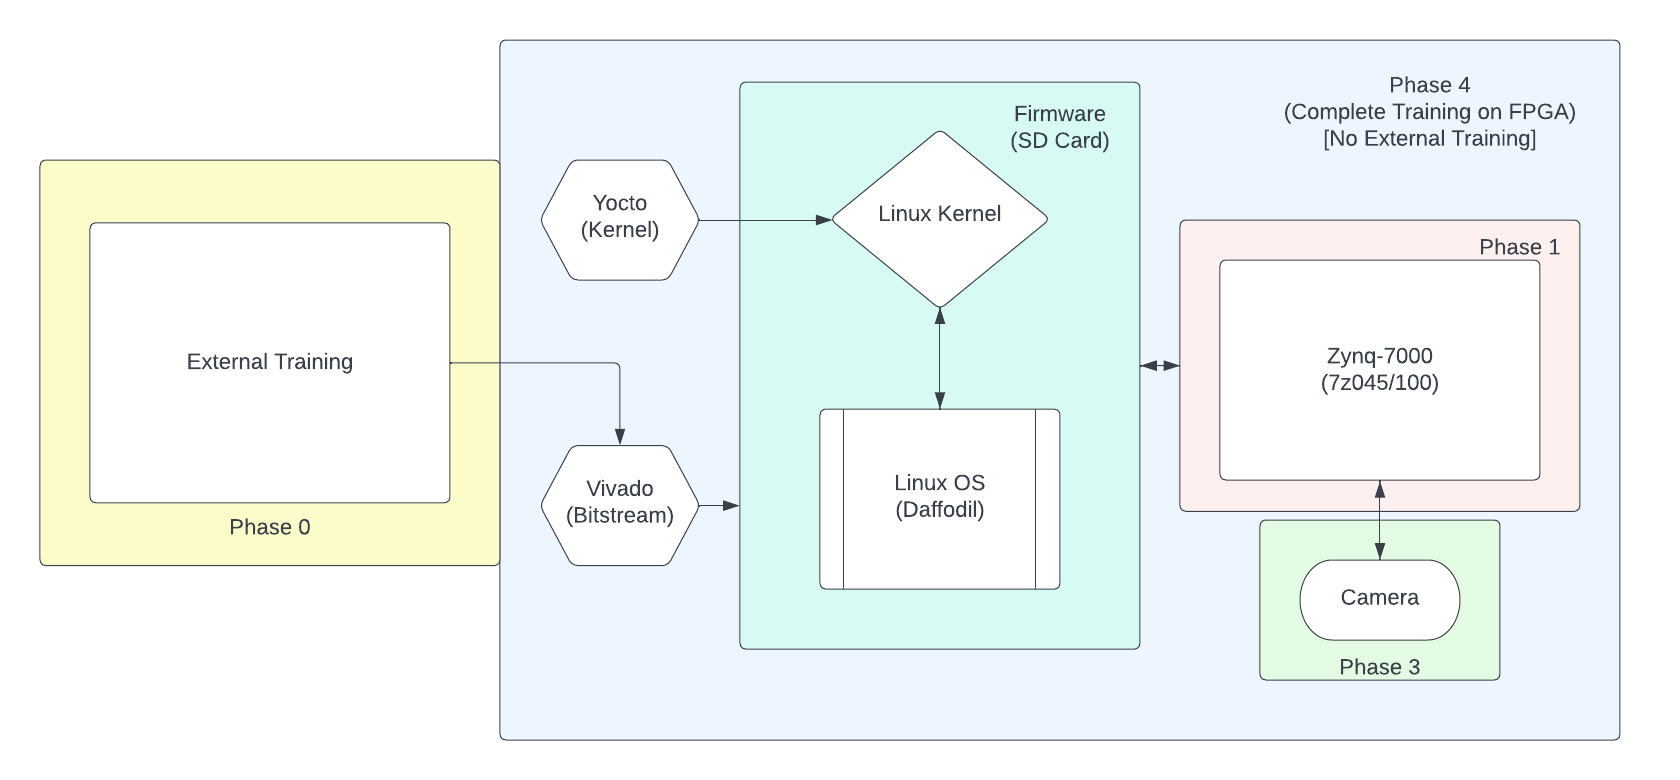 Phase 4
(Complete Training on FPGA)
[No External Training]
Firmware
(SD Card)
Yocto
(Kernel)
Linux Kernel
Phase 1
Zynq-7000
(7z045/100)
External Training
Phase 0
Vivado
(Bitstream)
Linux OS
(Daffodil)
Camera
Phase 3